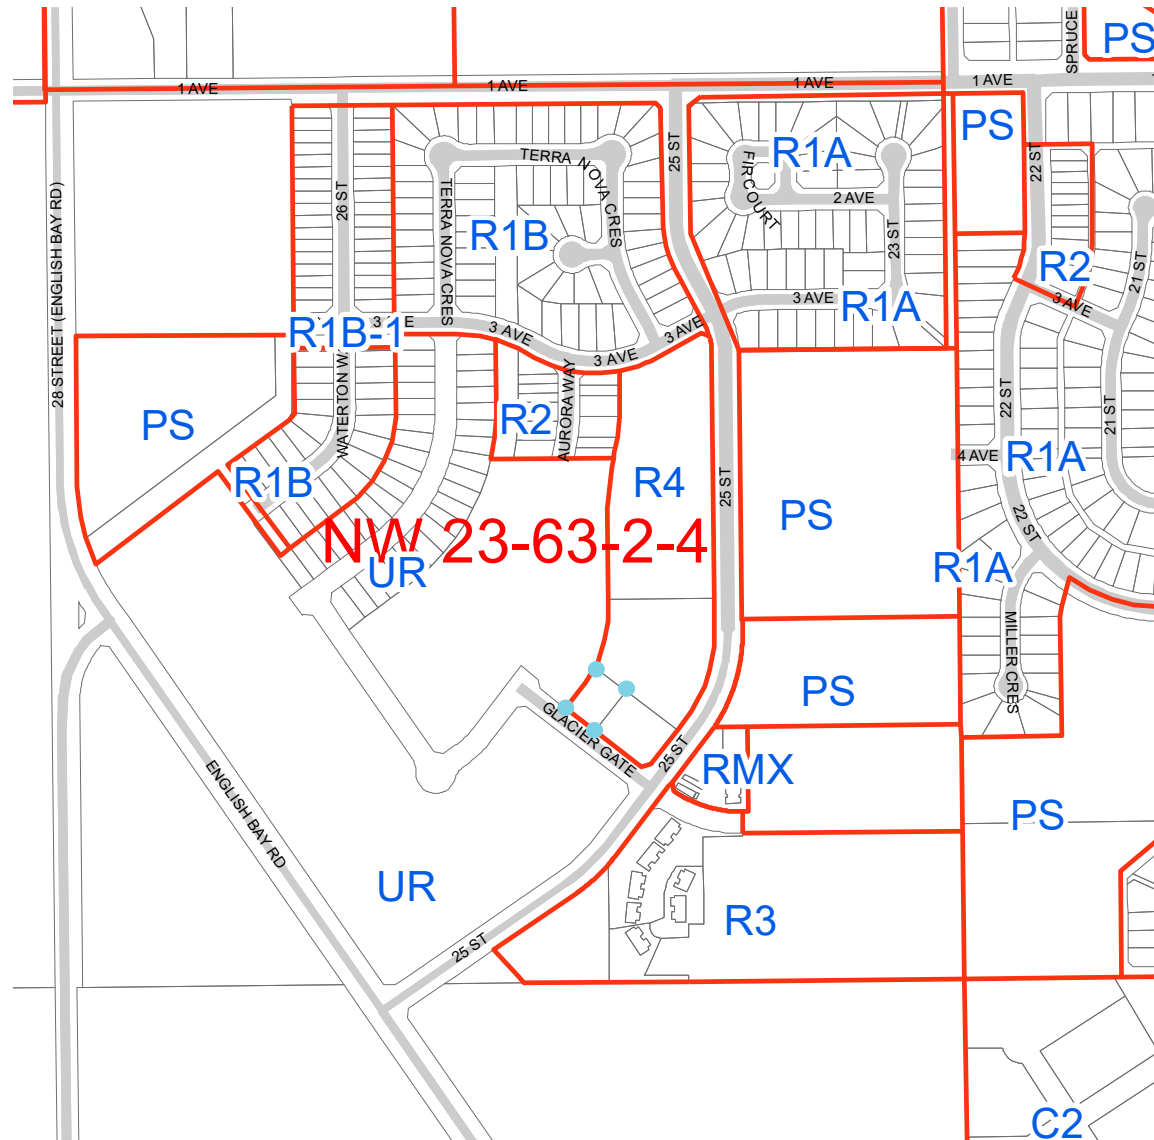 PS
SPRUCE
1 AVE
1 AVE
1 AVE
1 AVE
PS
R1A
25 ST
22 ST
TERRA NOVA CRES
FIR COURT
2 AVE
26 ST
TERRA NOVA CRES
R1B
23 ST
21 ST
R2
28 STREET (ENGLISH BAY RD)
3 AVE
R1A
3 AVE
R1B-1
3 AVE
3 AVE
3 AVE
3 AVE
WATERTON W
AURORA WAY
R2
PS
22 ST
21 ST
4 AVE
R1A
R1B
R4
25 ST
PS
22 ST
NW 23-63-2-4
UR
R1A
MILLER CRES
PS
GLACIER GATE
25 ST
RMX
ENGLISH BAY RD
PS
UR
R3
25 ST
C2